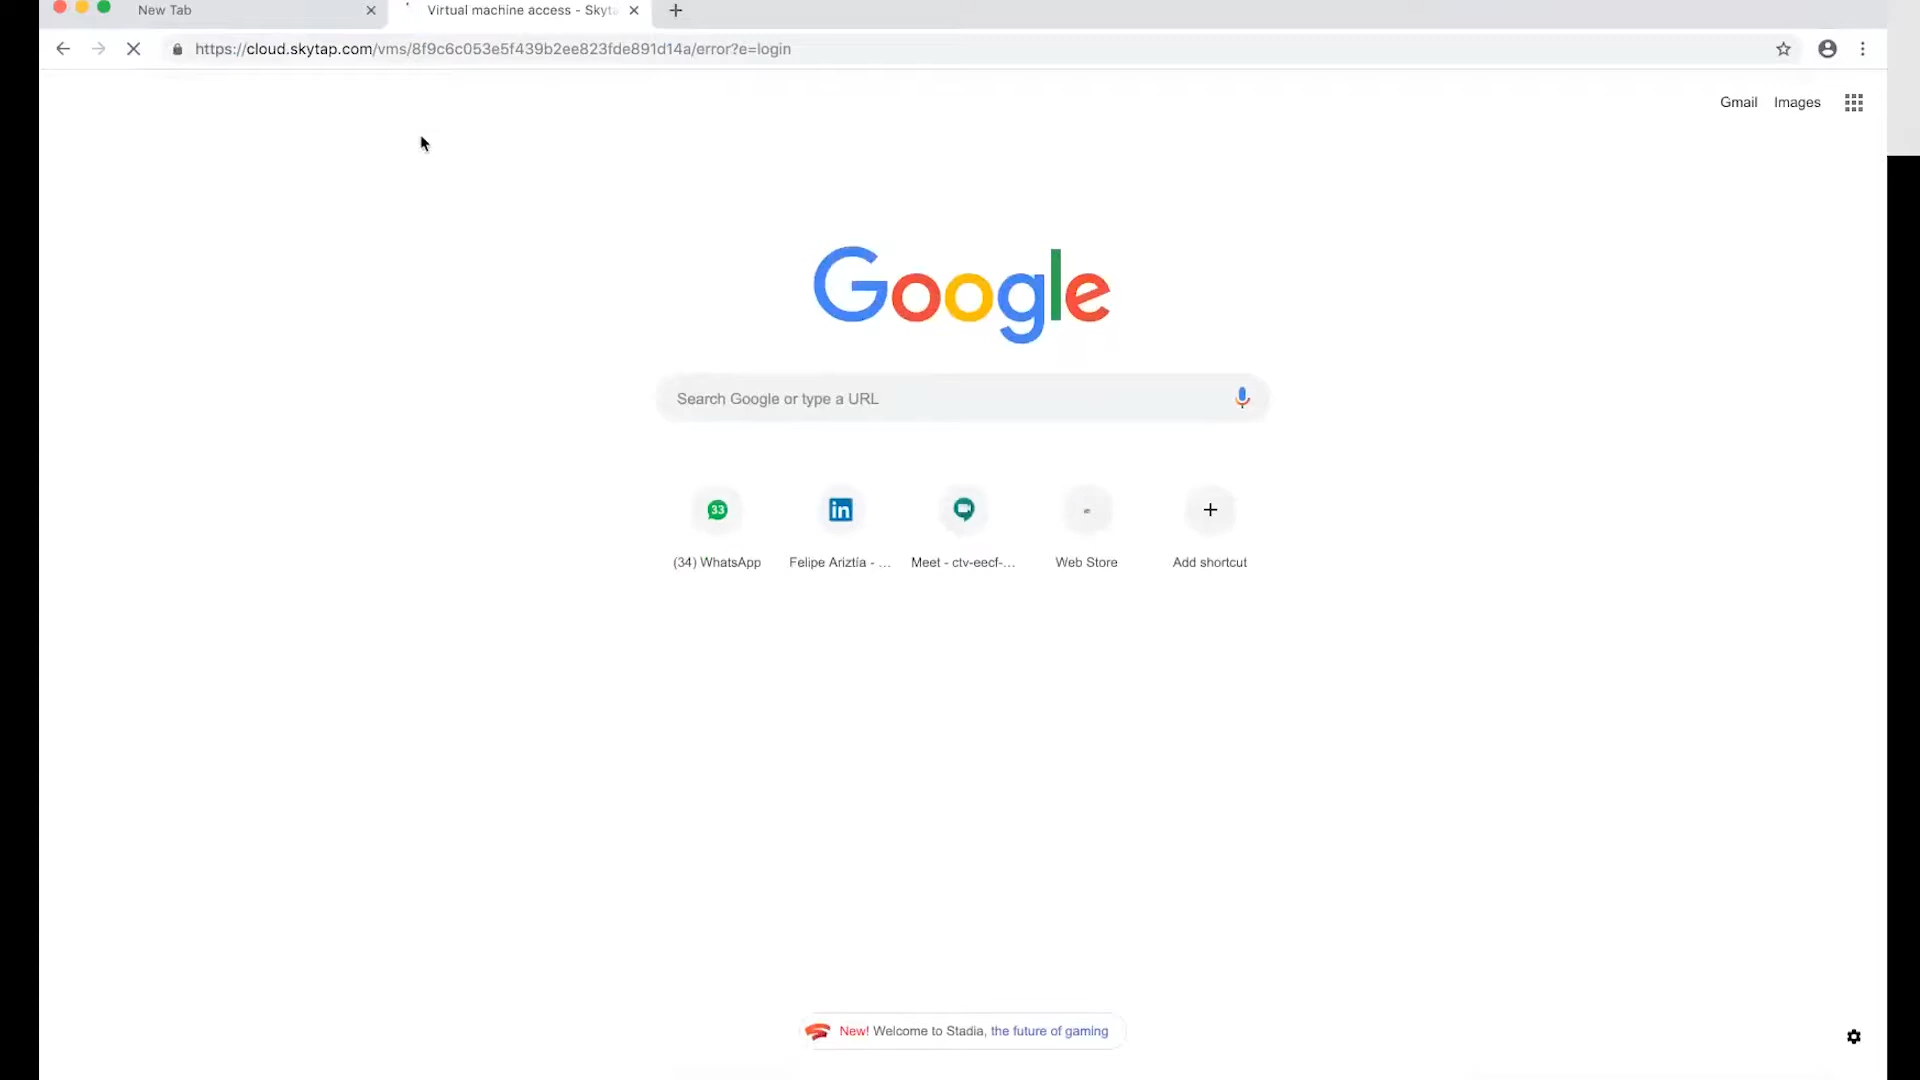 New Tab
Virtual machine access - Skyta
https://cloud.skytap.com/vms/8f9c6c053e5f439b2ee823fde891d14a/error?e=login
Gmail Images
Google
Search Google or type a URL
33
in
(34) WhatsApp
Felipe Ariztía - ...
Meet - ctv-eecf-...
Web Store
Add shortcut
New! Welcome to Stadia, the future of gaming